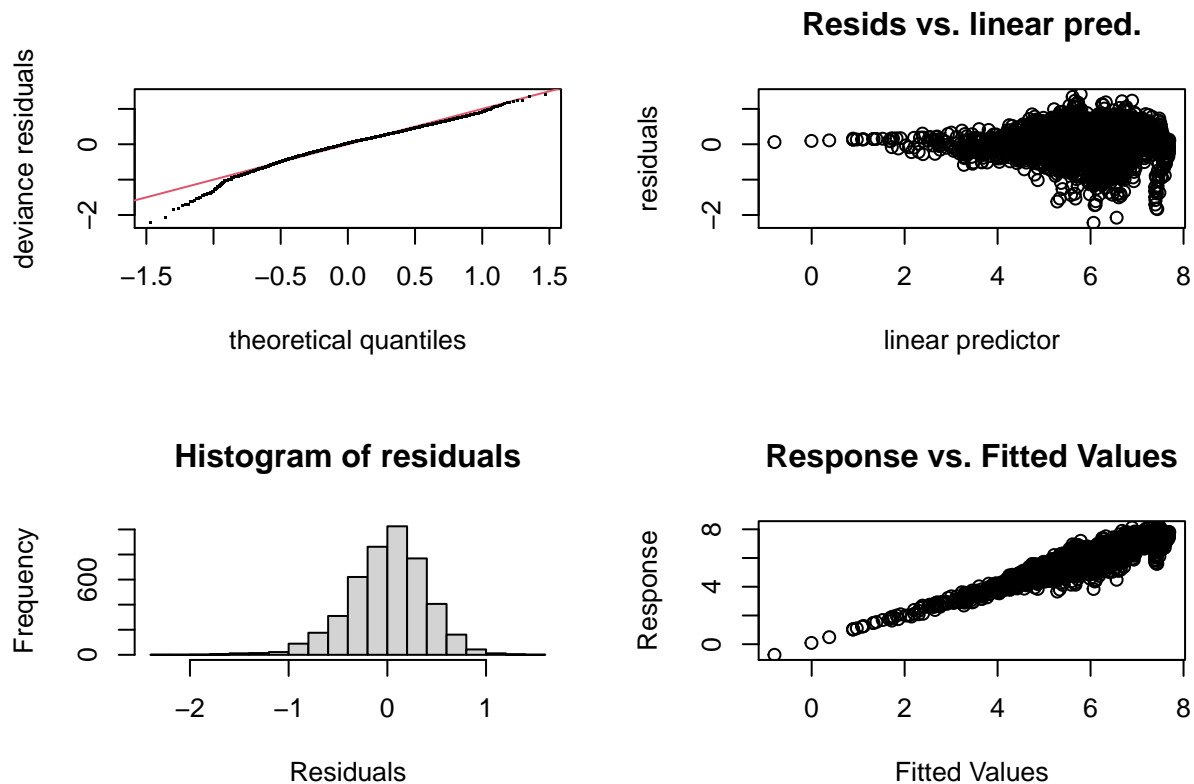 deviance residuals
0
−2
−1.5 −0.5 0.0 0.5 1.0 1.5
theoretical quantiles
Resids vs. linear pred.
residuals
0
−2
0 2 4 6 8
linear predictor
Histogram of residuals
Frequency
600
0
−2 −1 0 1
Residuals
Response vs. Fitted Values
Response
8
4
0
0 2 4 6 8
Fitted Values